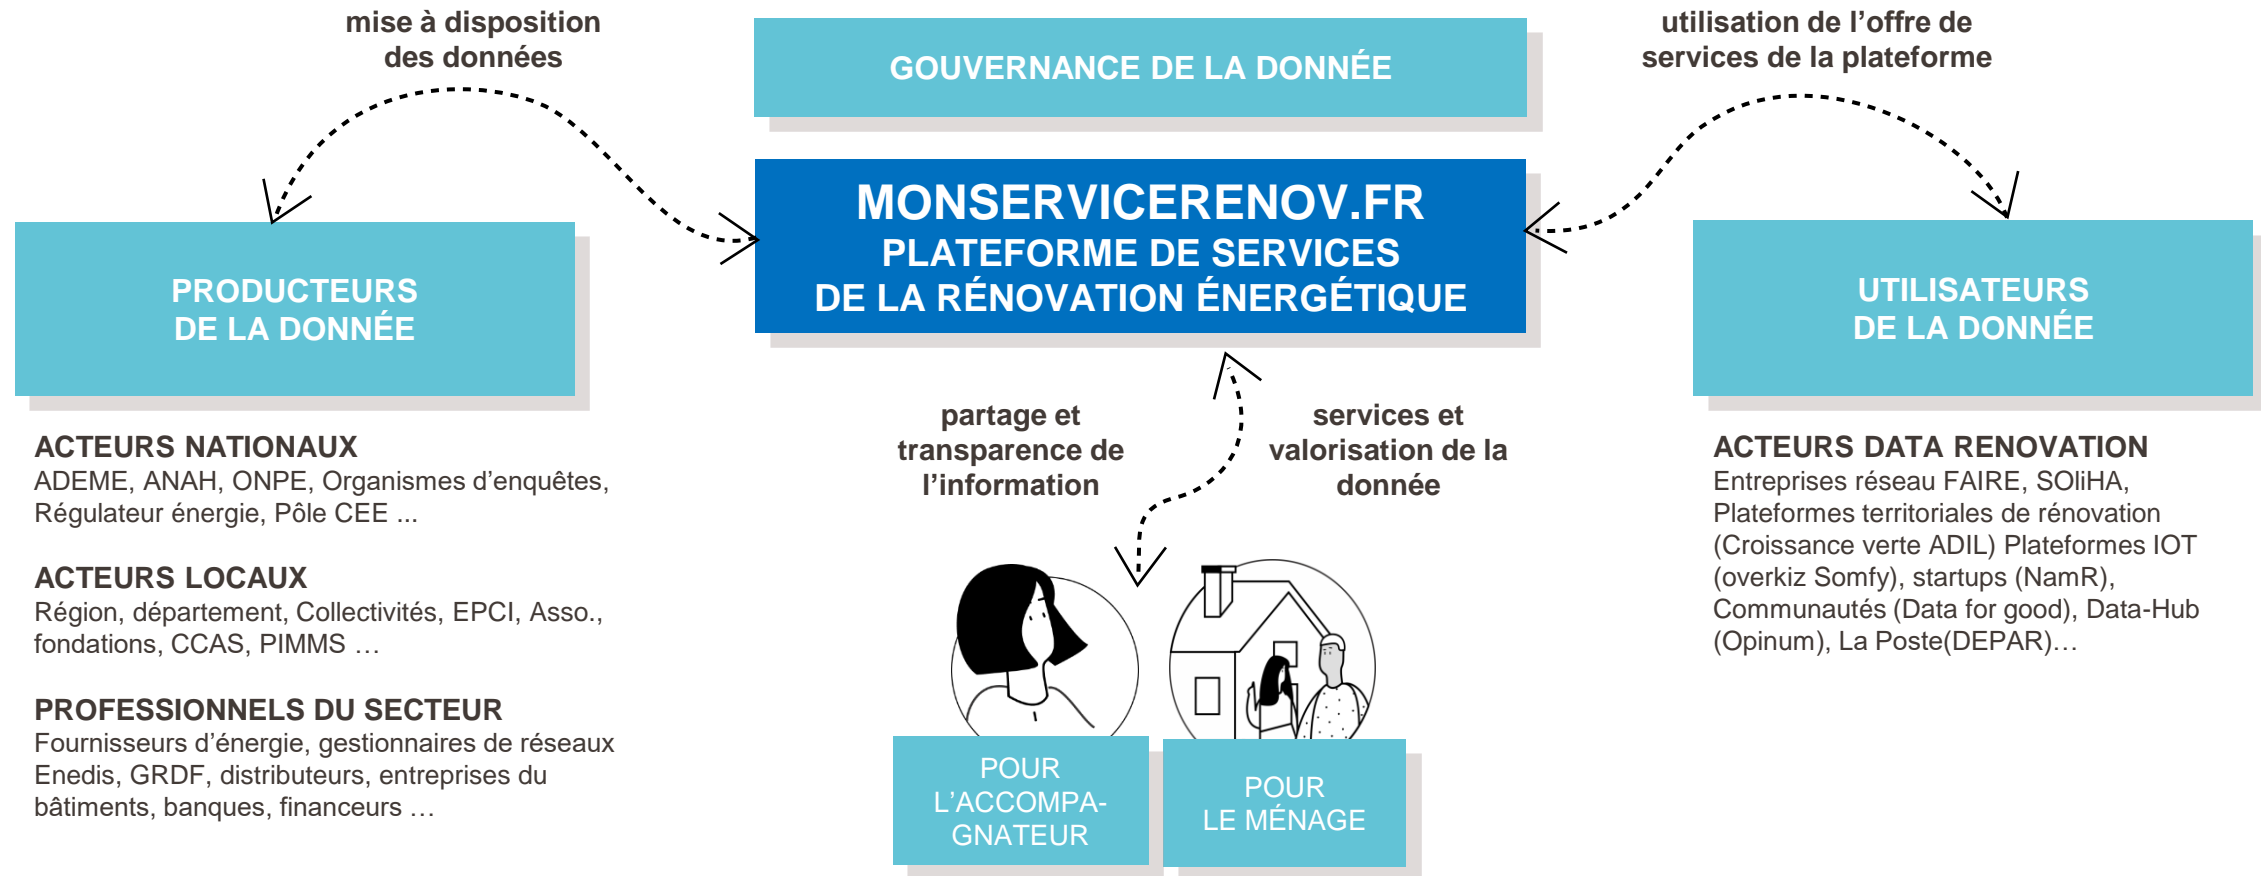 mise à disposition
des données
GOUVERNANCE DE LA DONNÉE
utilisation de l’offre de
services de la plateforme
MONSERVICERENOV.FR
PLATEFORME DE SERVICES
DE LA RÉNOVATION ÉNERGÉTIQUE
PRODUCTEURS
DE LA DONNÉE
UTILISATEURS
DE LA DONNÉE
ACTEURS NATIONAUX
ADEME, ANAH, ONPE, Organismes d’enquêtes,
Régulateur énergie, Pôle CEE ...
ACTEURS LOCAUX
Région, département, Collectivités, EPCI, Asso.,
fondations, CCAS, PIMMS …
PROFESSIONNELS DU SECTEUR
Fournisseurs d’énergie, gestionnaires de réseaux
Enedis, GRDF, distributeurs, entreprises du
bâtiments, banques, financeurs …
partage et
transparence de
l’information
services et
valorisation de la
donnée
POUR
L’ACCOMPA-
GNATEUR
POUR
LE MÉNAGE
ACTEURS DATA RENOVATION
Entreprises réseau FAIRE, SOliHA,
Plateformes territoriales de rénovation
(Croissance verte ADIL) Plateformes IOT
(overkiz Somfy), startups (NamR),
Communautés (Data for good), Data-Hub
(Opinum), La Poste(DEPAR)…